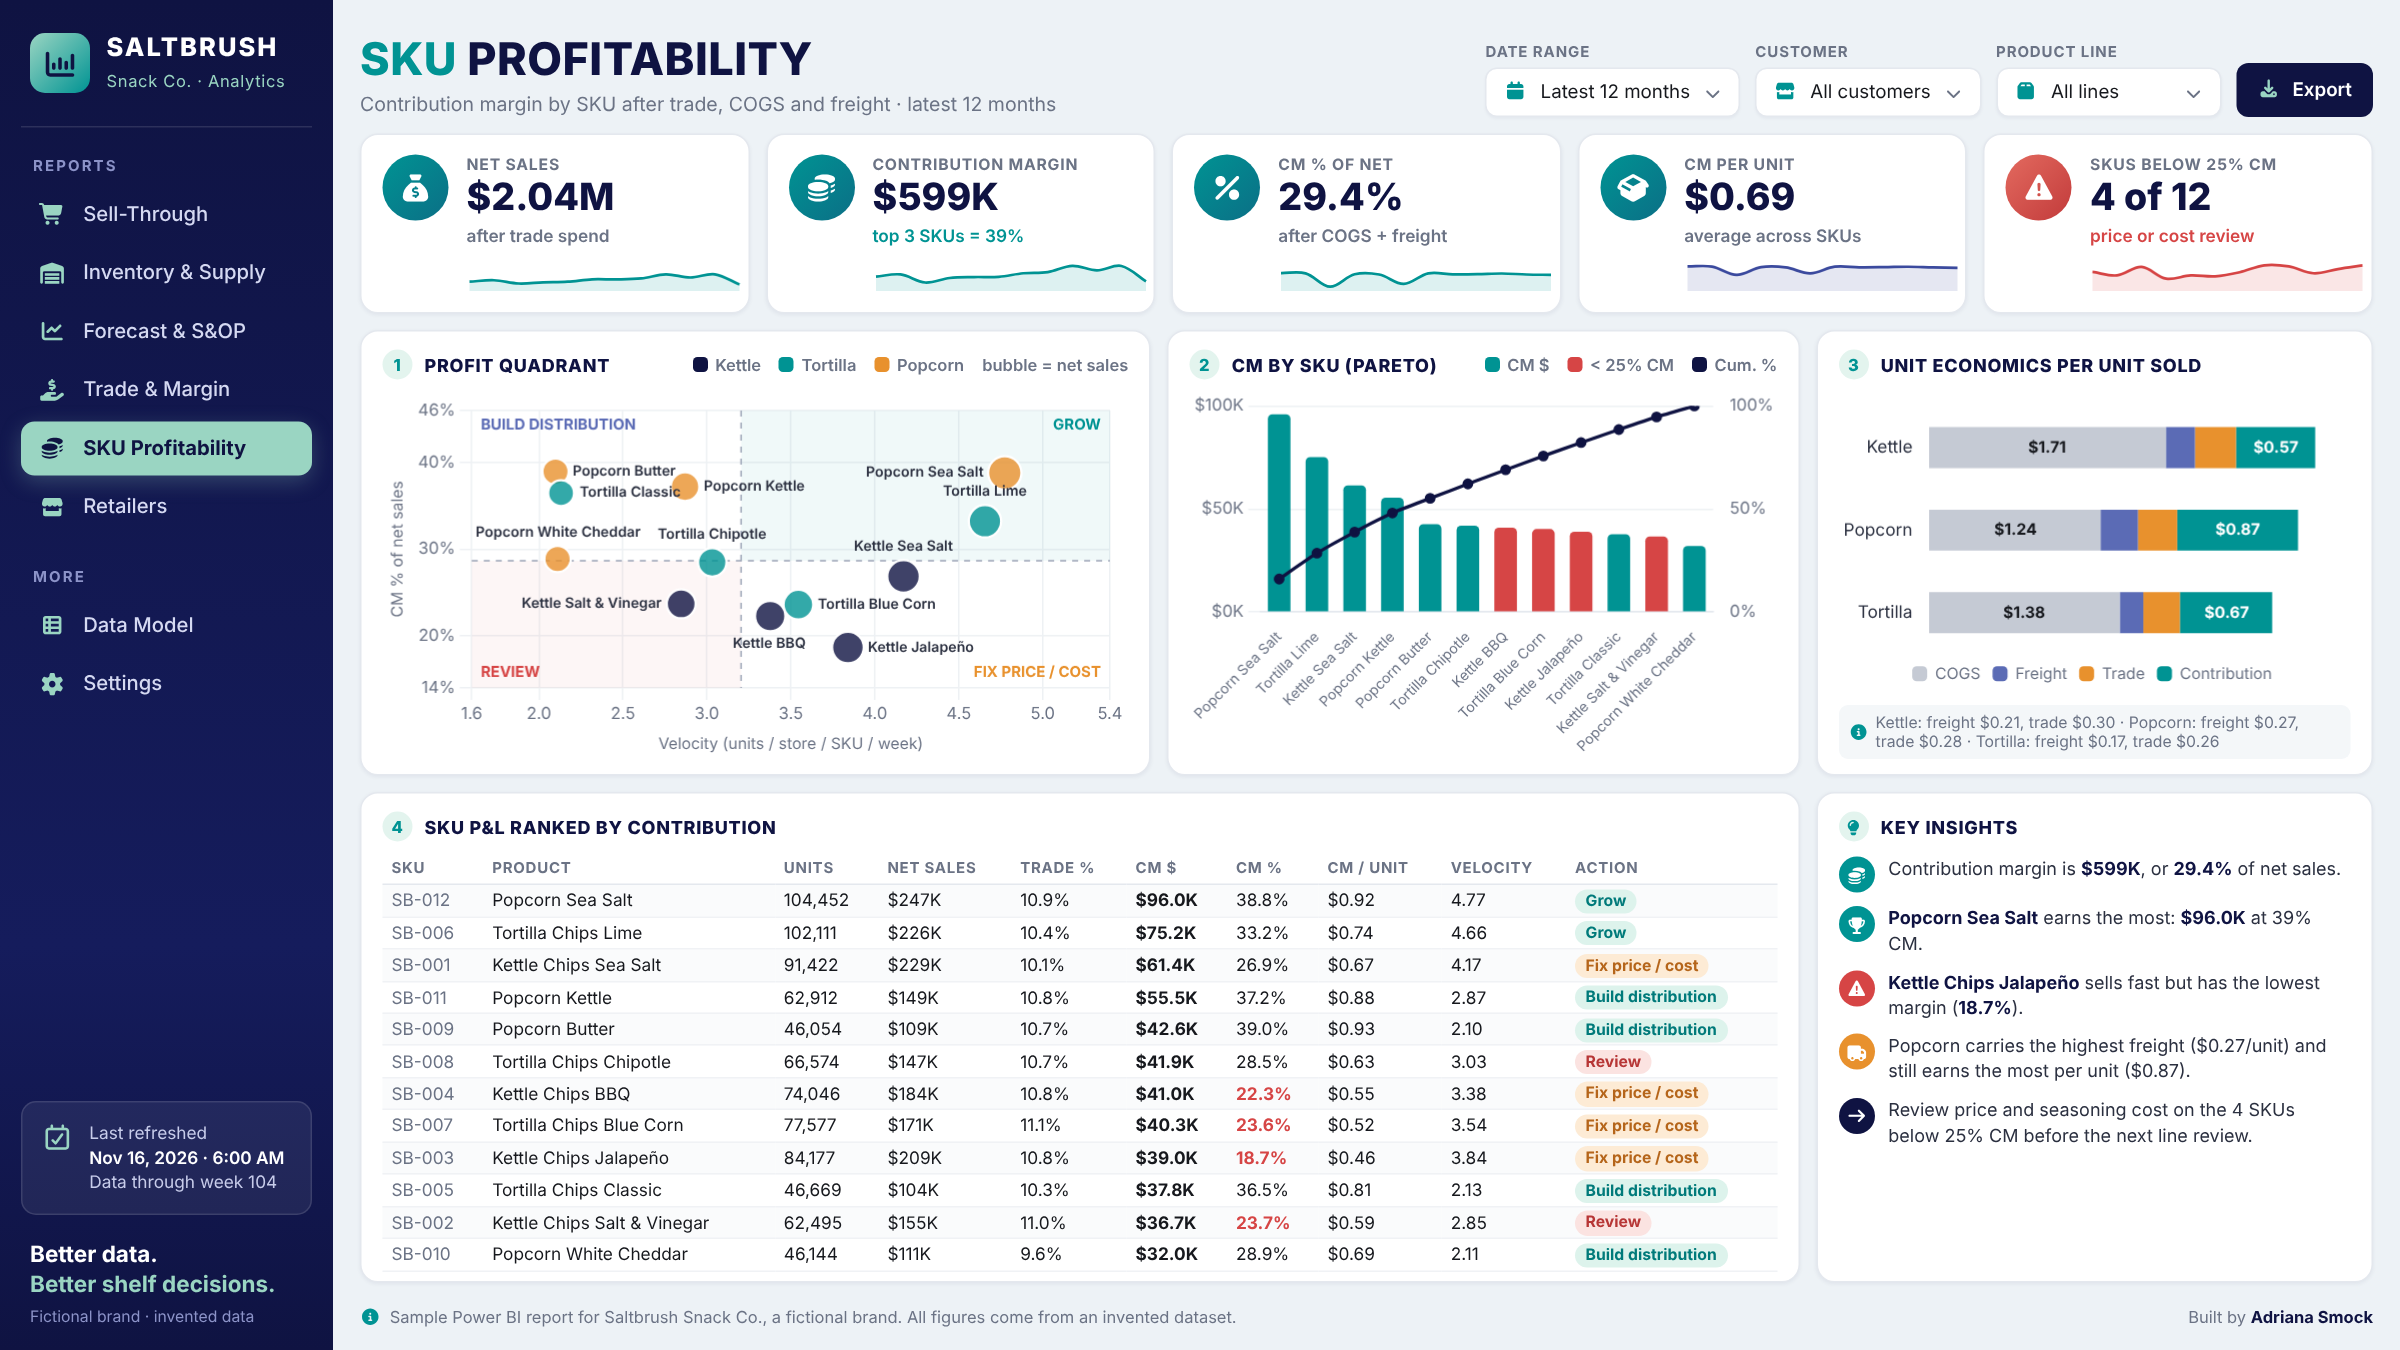 SALTBRUSH
Snack Co. · Analytics
REPORTS
Sell-Through
Inventory & Supply
Forecast & S&OP
Trade & Margin
SKU Profitability
Retailers
MORE
Data Model
Settings
Last refreshed
Nov 16, 2026 · 6:00 AM
Data through week 104
Better data.
Better shelf decisions.
Fictional brand · invented data
SKU PROFITABILITY
Contribution margin by SKU after trade, COGS and freight · latest 12 months
DATE RANGE
Latest 12 months
CUSTOMER
All customers
PRODUCT LINE
All lines
Export
NET SALES
$2.04M
after trade spend
CONTRIBUTION MARGIN
$599K
top 3 SKUs = 39%
CM % OF NET
29.4%
after COGS + freight
CM PER UNIT
$0.69
average across SKUs
SKUS BELOW 25% CM
4 of 12
price or cost review
1 PROFIT QUADRANT
Kettle Tortilla Popcorn bubble = net sales
CM % of net sales
46%
40%
30%
20%
14%
BUILD DISTRIBUTION
GROW
Popcorn Butter
Tortilla Classic
Popcorn Kettle
Popcorn Sea Salt
Tortilla Lime
Popcorn White Cheddar
Tortilla Chipotle
Kettle Sea Salt
Kettle Salt & Vinegar
Tortilla Blue Corn
Kettle BBQ
Kettle Jalapeño
REVIEW
FIX PRICE / COST
1.6 2.0 2.5 3.0 3.5 4.0 4.5 5.0 5.4
Velocity (units / store / SKU / week)
2 CM BY SKU (PARETO)
CM $ < 25% CM Cum. %
$100K
$50K
$0K
100%
50%
0%
Popcorn Sea Salt
Tortilla Lime
Kettle Sea Salt
Popcorn Kettle
Popcorn Butter
Tortilla Chipotle
Kettle BBQ
Tortilla Blue Corn
Kettle Jalapeño
Tortilla Classic
Kettle Salt & Vinegar
Popcorn White Cheddar
3 UNIT ECONOMICS PER UNIT SOLD
Kettle $1.71 $0.57
Popcorn $1.24 $0.87
Tortilla $1.38 $0.67
COGS Freight Trade Contribution
Kettle: freight $0.21, trade $0.30 · Popcorn: freight $0.27,
trade $0.28 · Tortilla: freight $0.17, trade $0.26
4 SKU P&L RANKED BY CONTRIBUTION
SKU PRODUCT UNITS NET SALES TRADE % CM $ CM % CM / UNIT VELOCITY ACTION
SB-012 Popcorn Sea Salt 104,452 $247K 10.9% $96.0K 38.8% $0.92 4.77 Grow
SB-006 Tortilla Chips Lime 102,111 $226K 10.4% $75.2K 33.2% $0.74 4.66 Grow
SB-001 Kettle Chips Sea Salt 91,422 $229K 10.1% $61.4K 26.9% $0.67 4.17 Fix price / cost
SB-011 Popcorn Kettle 62,912 $149K 10.8% $55.5K 37.2% $0.88 2.87 Build distribution
SB-009 Popcorn Butter 46,054 $109K 10.7% $42.6K 39.0% $0.93 2.10 Build distribution
SB-008 Tortilla Chips Chipotle 66,574 $147K 10.7% $41.9K 28.5% $0.63 3.03 Review
SB-004 Kettle Chips BBQ 74,046 $184K 10.8% $41.0K 22.3% $0.55 3.38 Fix price / cost
SB-007 Tortilla Chips Blue Corn 77,577 $171K 11.1% $40.3K 23.6% $0.52 3.54 Fix price / cost
SB-003 Kettle Chips Jalapeño 84,177 $209K 10.8% $39.0K 18.7% $0.46 3.84 Fix price / cost
SB-005 Tortilla Chips Classic 46,669 $104K 10.3% $37.8K 36.5% $0.81 2.13 Build distribution
SB-002 Kettle Chips Salt & Vinegar 62,495 $155K 11.0% $36.7K 23.7% $0.59 2.85 Review
SB-010 Popcorn White Cheddar 46,144 $111K 9.6% $32.0K 28.9% $0.69 2.11 Build distribution
KEY INSIGHTS
Contribution margin is $599K, or 29.4% of net sales.
Popcorn Sea Salt earns the most: $96.0K at 39%
CM.
Kettle Chips Jalapeño sells fast but has the lowest
margin (18.7%).
Popcorn carries the highest freight ($0.27/unit) and
still earns the most per unit ($0.87).
Review price and seasoning cost on the 4 SKUs
below 25% CM before the next line review.
Sample Power BI report for Saltbrush Snack Co., a fictional brand. All figures come from an invented dataset.
Built by Adriana Smock